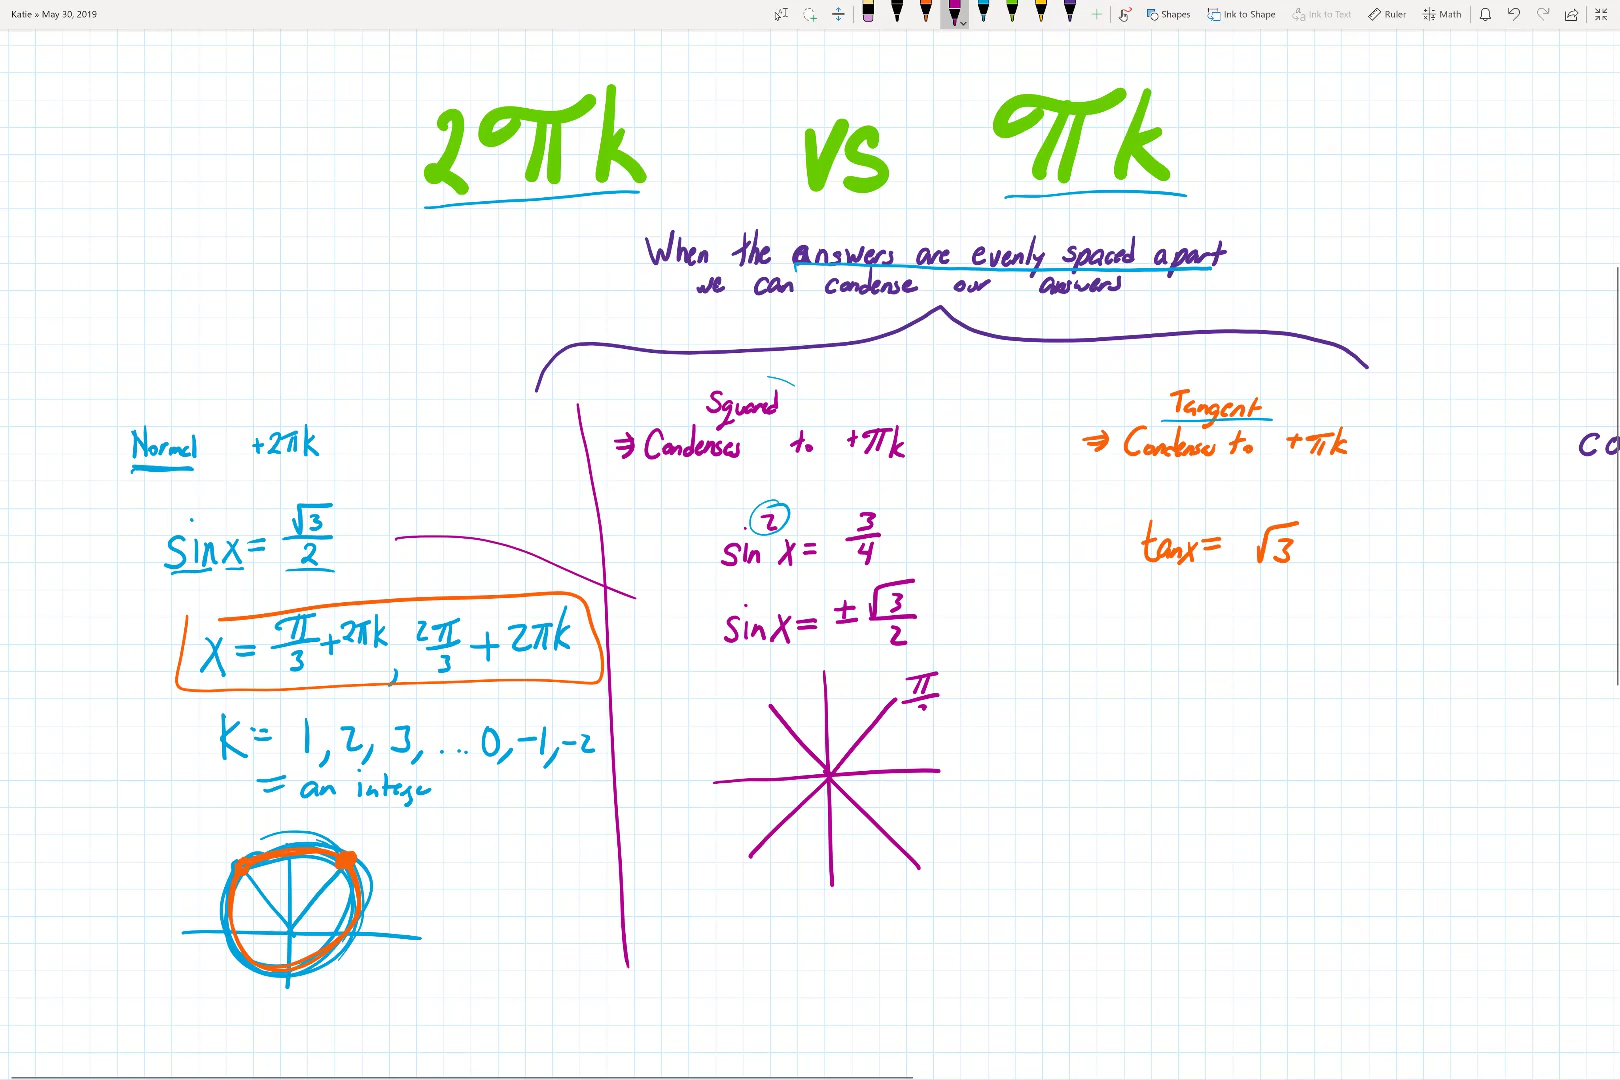 Katie » May 30, 2019
Shapes
Ink to Shape
Ink to Text
Ruler
Math
2πk vs πk
When the answers are evenly spaced apart
we can condense our answers
Normal +2πk
sinx = √3/2
x = π/3 + 2πk, 2π/3 + 2πk
K = 1, 2, 3, ... 0, -1, -2
= an integer
Squared
⇒ Condenses to +πk
sin² x = 3/4
sin x = ± √3/2
π
Tangent
⇒ Condenses to +πk
tanx = √3
co